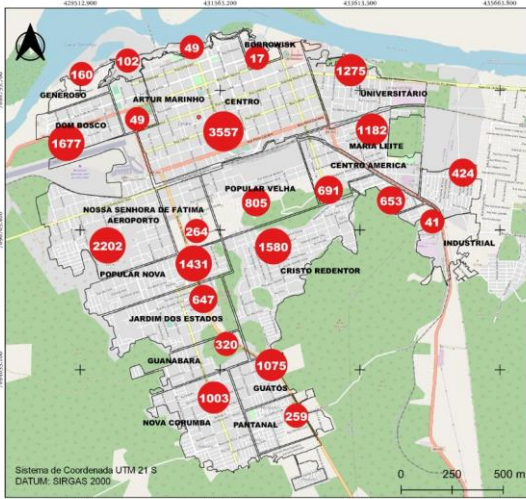 429512,900 431563,200 433613,500 435663,800
49
102
BORROWISK
17
160
1275
GENEROSO
ARTUR MARINHO
CENTRO
UNIVERSITÁRIO
49
DOM BOSCO
3557
1182
1677
MARIA LEITE
CENTRO AMERICA
424
POPULAR VELHA
691
653
805
NOSSA SENHORA DE FÁTIMA
AEROPORTO
41
264
2202
1580
INDUSTRIAL
1431
POPULAR NOVA
CRISTO REDENTOR
647
JARDIM DOS ESTADOS
320
GUANABARA
1075
GUATÓS
1003
259
NOVA CORUMBA
PANTANAL
Sistema de Coordenada UTM 21 S
DATUM: SIRGAS 2000
0 250 500 m